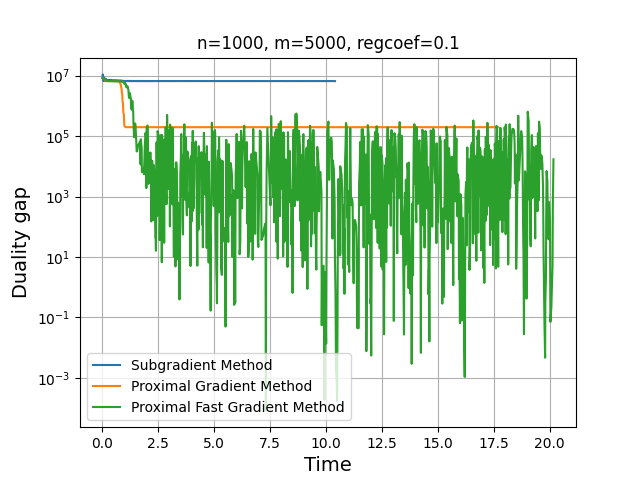 n=1000, m=5000, regcoef=0.1
Duality gap
10^7
10^5
10^3
10^1
10^-1
10^-3
Subgradient Method
Proximal Gradient Method
Proximal Fast Gradient Method
0.0 2.5 5.0 7.5 10.0 12.5 15.0 17.5 20.0
Time